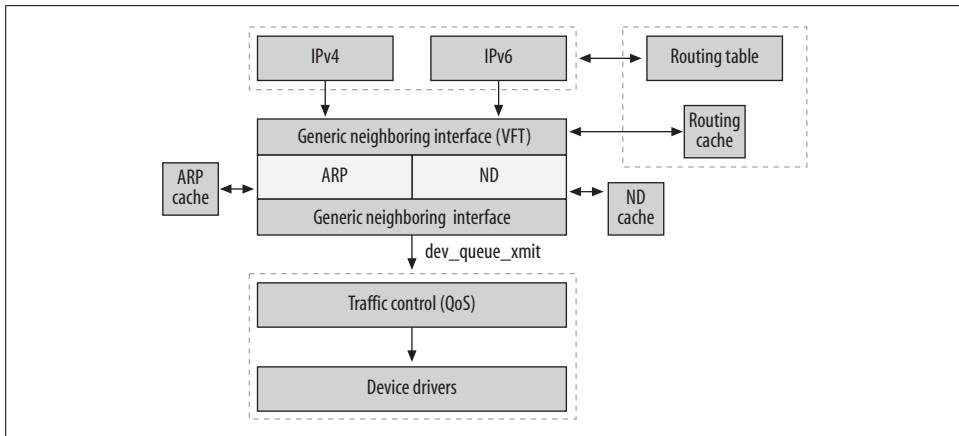 IPv4
IPv6
Routing table
Generic neighboring interface (VFT)
Routing
cache
ARP
cache
ARP
ND
ND
cache
Generic neighboring interface
dev_queue_xmit
Traffic control (QoS)
Device drivers